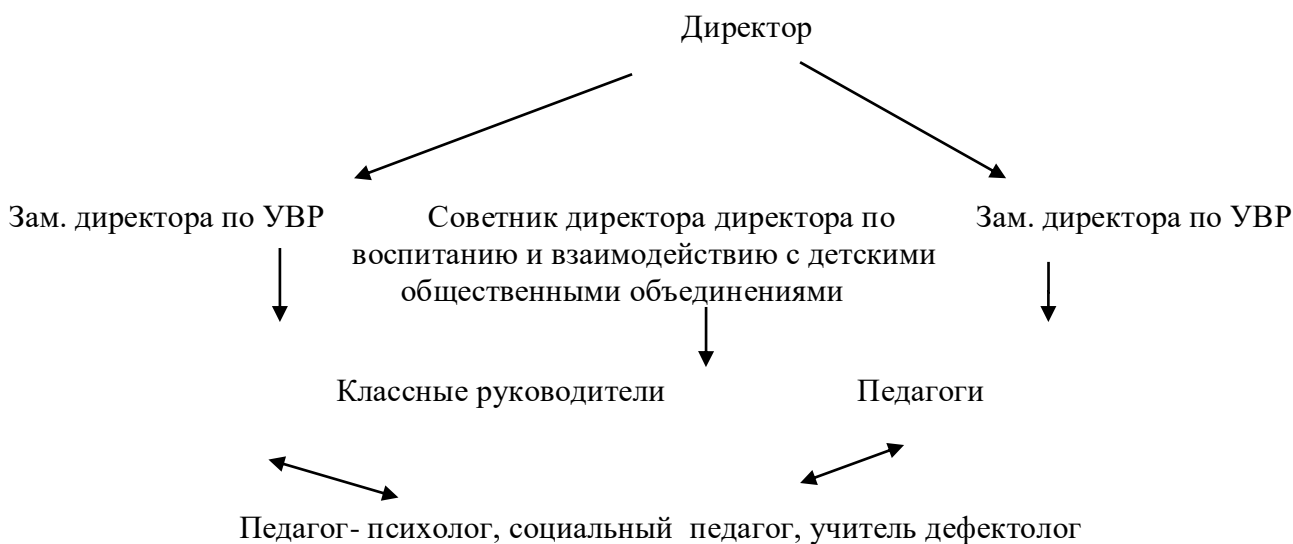 Директор
Зам. директора по УВР
Советник директора директора по
воспитанию и взаимодействию с детскими
общественными объединениями
Зам. директора по УВР
Классные руководители
Педагоги
Педагог- психолог, социальный педагог, учитель дефектолог